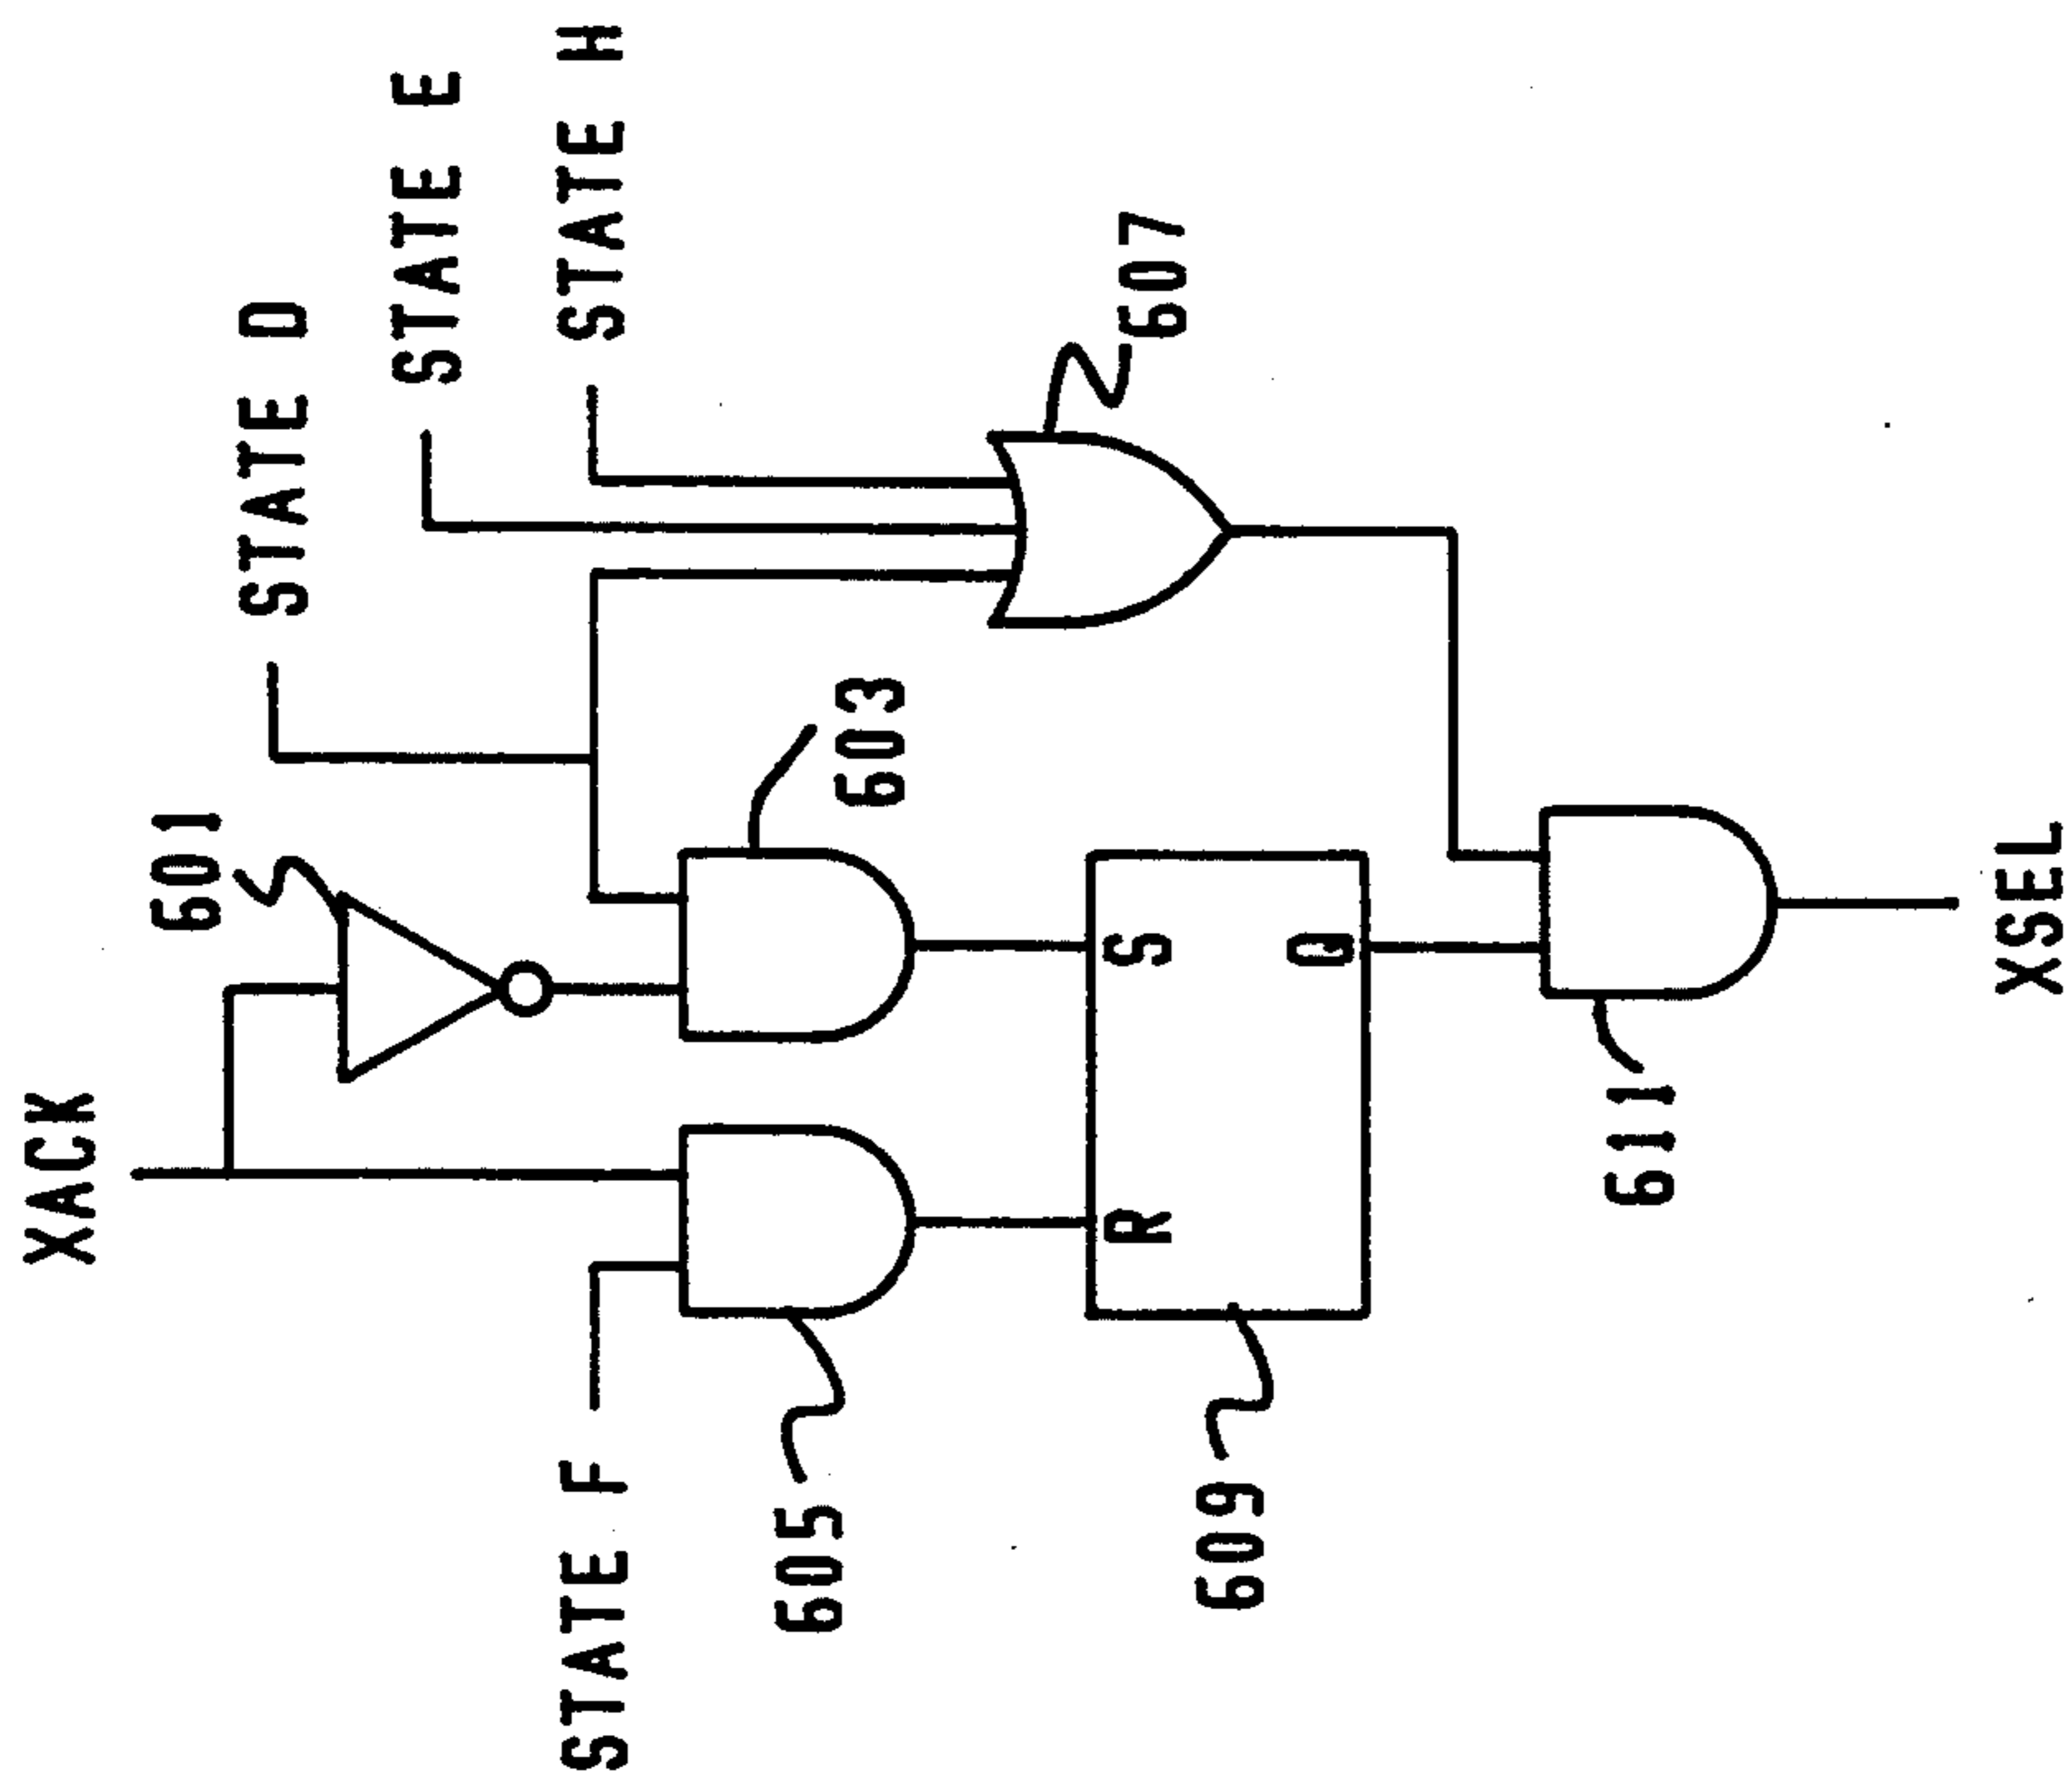 XACK
601
STATE D
STATE E
STATE F
STATE H
605
603
R
S
607
609
Q
611
XSEL